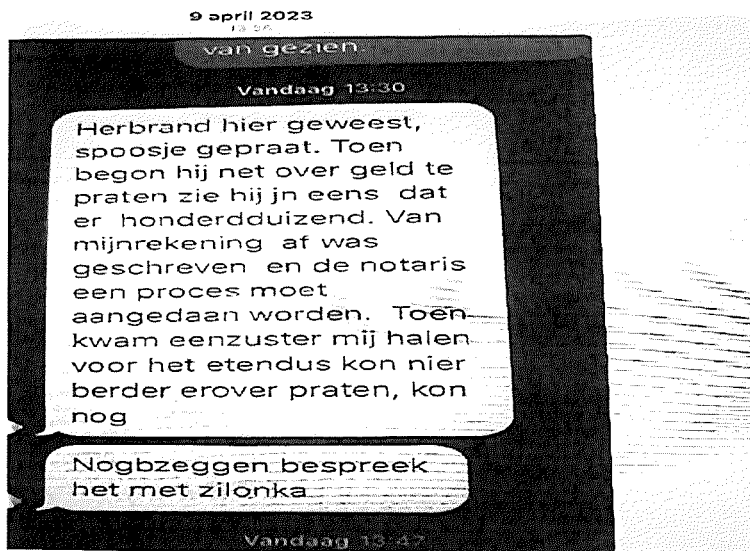 9 april 2023
13:56
van gezien.
Vandaag 13:30
Herbrand hier geweest,
spoosje gepraat. Toen
begon hij net over geld te
praten zie hij jn eens  dat
er  honderdduizend. Van
mijnrekening  af was
geschreven  en de notaris
een proces moet
aangedaan worden.  Toen
kwam eenzuster mij halen
voor het etendus kon nier
berder erover praten, kon
nog
Nogbzeggen bespreek
het met zilonka
Vandaag 13:47